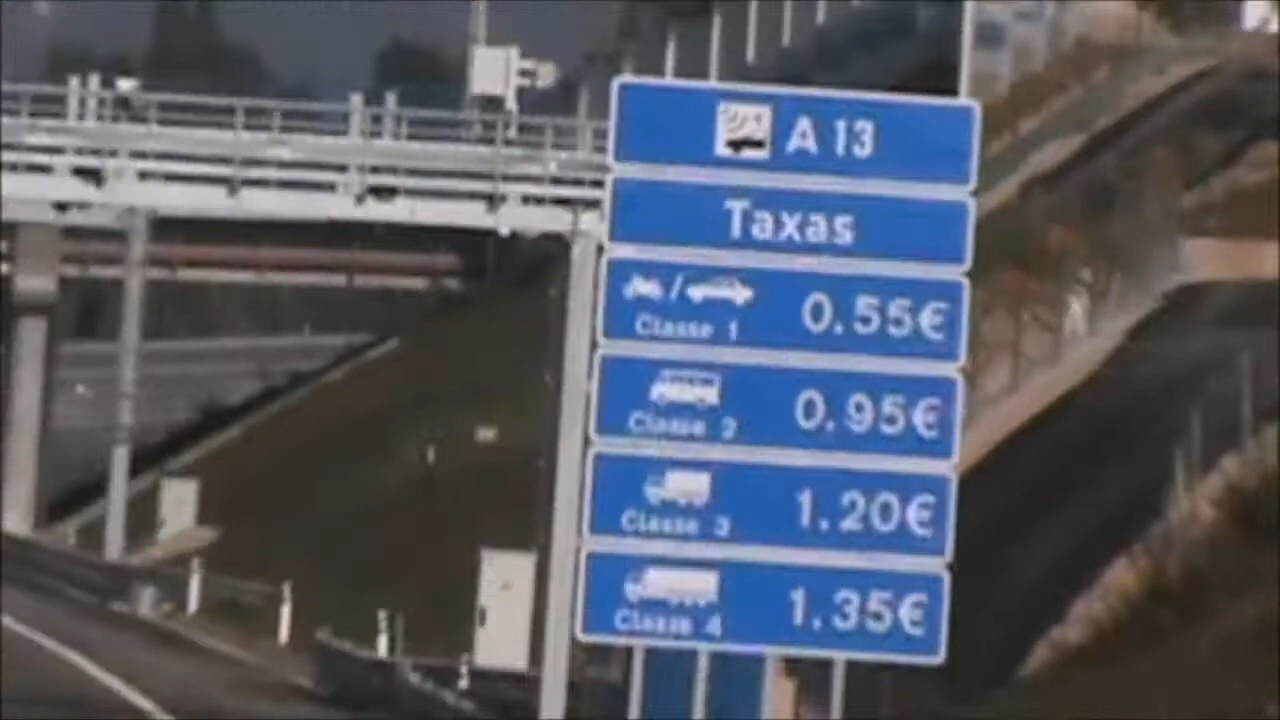 A 13
Taxas
Classe 1 0.55€
Classe 2 0.95€
Classe 3 1.20€
Classe 4 1.35€